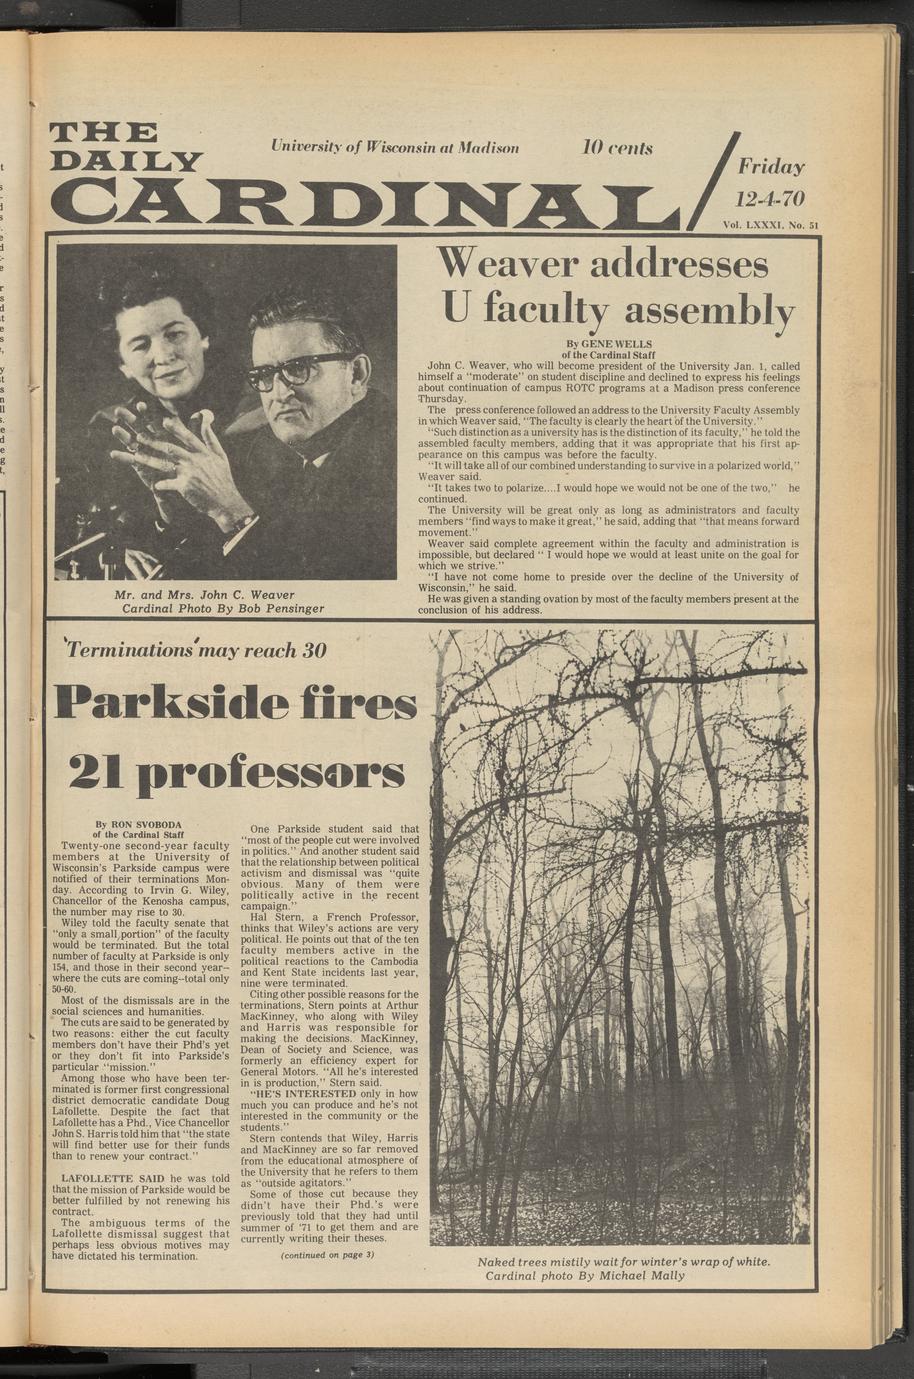 THE
DAILY
CARDINAL
University of Wisconsin at Madison
10 cents
Friday
12-4-70
Vol. LXXXI, No. 51
Mr. and Mrs. John C. Weaver
Cardinal Photo By Bob Pensinger
Weaver addresses
U faculty assembly
By GENE WELLS
of the Cardinal Staff
John C. Weaver, who will become president of the University Jan. 1, called
himself a "moderate" on student discipline and declined to express his feelings
about continuation of campus ROTC programs at a Madison press conference
Thursday.
The press conference followed an address to the University Faculty Assembly
in which Weaver said, "The faculty is clearly the heart of the University."
"Such distinction as a university has is the distinction of its faculty," he told the
assembled faculty members, adding that it was appropriate that his first ap-
pearance on this campus was before the faculty.
"It will take all of our combined understanding to survive in a polarized world,"
Weaver said.
"It takes two to polarize....I would hope we would not be one of the two," he
continued.
The University will be great only as long as administrators and faculty
members "find ways to make it great," he said, adding that "that means forward
movement."
Weaver said complete agreement within the faculty and administration is
impossible, but declared " I would hope we would at least unite on the goal for
which we strive."
"I have not come home to preside over the decline of the University of
Wisconsin," he said.
He was given a standing ovation by most of the faculty members present at the
conclusion of his address.
'Terminations' may reach 30
Parkside fires
21 professors
By RON SVOBODA
of the Cardinal Staff
Twenty-one second-year faculty
members at the University of
Wisconsin's Parkside campus were
notified of their terminations Mon-
day. According to Irvin G. Wiley,
Chancellor of the Kenosha campus,
the number may rise to 30.
Wiley told the faculty senate that
"only a small portion" of the faculty
would be terminated. But the total
number of faculty at Parkside is only
154, and those in their second year--
where the cuts are coming--total only
50-60.
Most of the dismissals are in the
social sciences and humanities.
The cuts are said to be generated by
two reasons: either the cut faculty
members don't have their Phd's yet
or they don't fit into Parkside's
particular "mission."
Among those who have been ter-
minated is former first congressional
district democratic candidate Doug
Lafollette. Despite the fact that
Lafollette has a Phd., Vice Chancellor
John S. Harris told him that "the state
will find better use for their funds
than to renew your contract."
LAFOLLETTE SAID he was told
that the mission of Parkside would be
better fulfilled by not renewing his
contract.
The ambiguous terms of the
Lafollette dismissal suggest that
perhaps less obvious motives may
have dictated his termination.
One Parkside student said that
"most of the people cut were involved
in politics." And another student said
that the relationship between political
activism and dismissal was "quite
obvious. Many of them were
politically active in the recent
campaign."
Hal Stern, a French Professor,
thinks that Wiley's actions are very
political. He points out that of the ten
faculty members active in the
political reactions to the Cambodia
and Kent State incidents last year,
nine were terminated.
Citing other possible reasons for the
terminations, Stern points at Arthur
MacKinney, who along with Wiley
and Harris was responsible for
making the decisions. MacKinney,
Dean of Society and Science, was
formerly an efficiency expert for
General Motors. "All he's interested
in is production," Stern said.
"HE'S INTERESTED only in how
much you can produce and he's not
interested in the community or the
students."
Stern contends that Wiley, Harris
and MacKinney are so far removed
from the educational atmosphere of
the University that he refers to them
as "outside agitators."
Some of those cut because they
didn't have their Phd.'s were
previously told that they had until
summer of '71 to get them and are
currently writing their theses.
(continued on page 3)
Naked trees mistily wait for winter's wrap of white.
Cardinal photo By Michael Mally